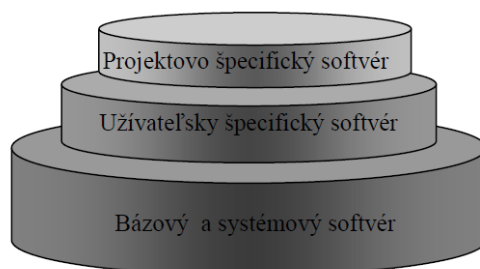 Projektovo špecifický softvér
Užívateľsky špecifický softvér
Bázový a systémový softvér